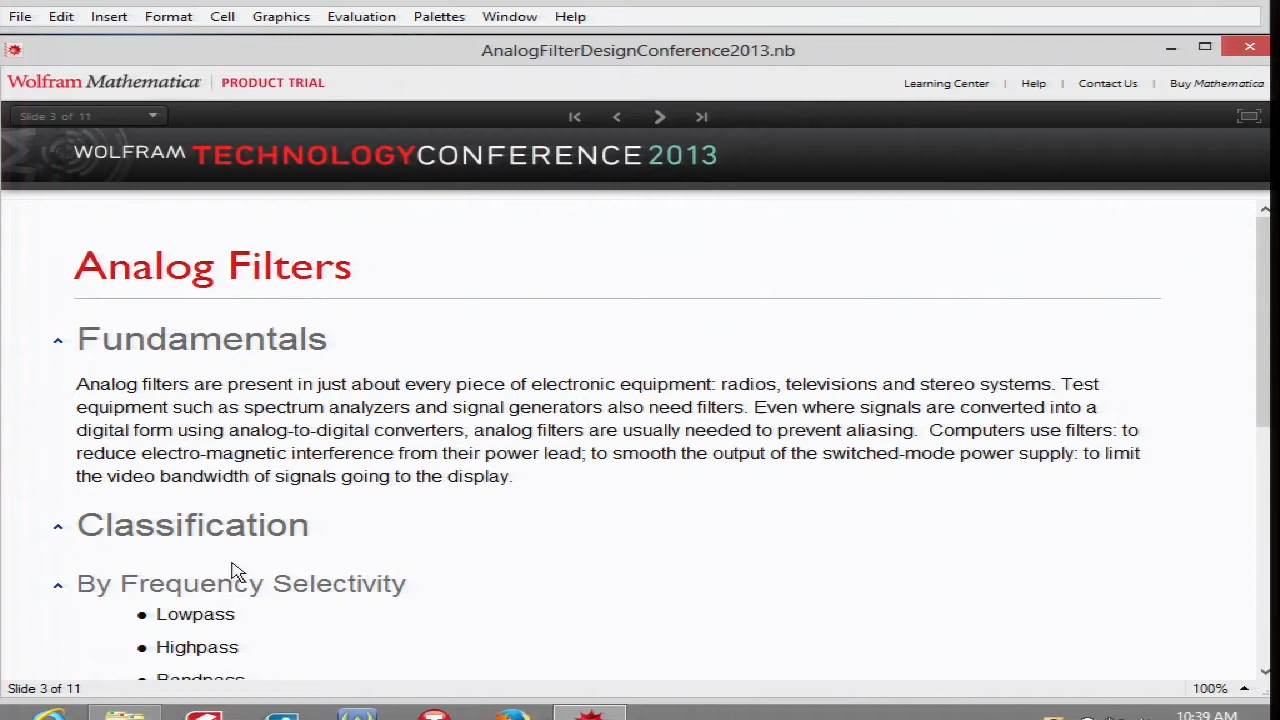 File Edit Insert Format Cell Graphics Evaluation Palettes Window Help
AnalogFilterDesignConference2013.nb
Wolfram Mathematica | PRODUCT TRIAL
Learning Center | Help | Contact Us | Buy Mathematica
Slide 3 of 11
WOLFRAM TECHNOLOGYCONFERENCE 2013
Analog Filters
Fundamentals
Analog filters are present in just about every piece of electronic equipment: radios, televisions and stereo systems. Test
equipment such as spectrum analyzers and signal generators also need filters. Even where signals are converted into a
digital form using analog-to-digital converters, analog filters are usually needed to prevent aliasing.  Computers use filters: to
reduce electro-magnetic interference from their power lead; to smooth the output of the switched-mode power supply: to limit
the video bandwidth of signals going to the display.
Classification
By Frequency Selectivity
● Lowpass
● Highpass
● Bandpass
Slide 3 of 11
100%
10:39 AM